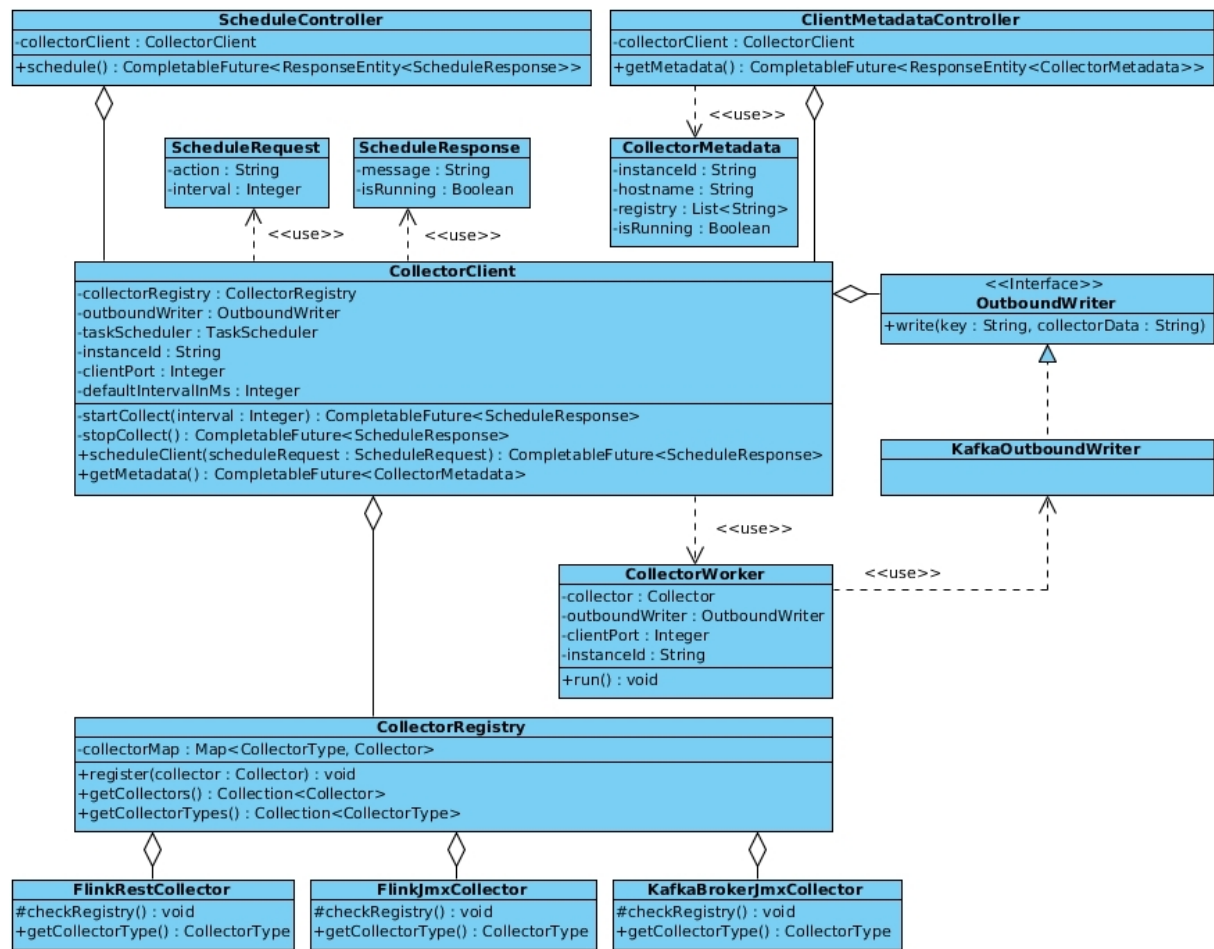 ScheduleController
-collectorClient : CollectorClient
+schedule() : CompletableFuture<ResponseEntity<ScheduleResponse>>
ClientMetadataController
-collectorClient : CollectorClient
+getMetadata() : CompletableFuture<ResponseEntity<CollectorMetadata>>
<<use>>
ScheduleRequest
-action : String
-interval : Integer
ScheduleResponse
-message : String
-isRunning : Boolean
CollectorMetadata
-instanceId : String
-hostname : String
-registry : List<String>
-isRunning : Boolean
<<use>>
<<use>>
CollectorClient
-collectorRegistry : CollectorRegistry
-outboundWriter : OutboundWriter
-taskScheduler : TaskScheduler
-instanceId : String
-clientPort : Integer
-defaultIntervalInMs : Integer
-startCollect(interval : Integer) : CompletableFuture<ScheduleResponse>
-stopCollect() : CompletableFuture<ScheduleResponse>
+scheduleClient(scheduleRequest : ScheduleRequest) : CompletableFuture<ScheduleResponse>
+getMetadata() : CompletableFuture<CollectorMetadata>
<<Interface>>
OutboundWriter
+write(key : String, collectorData : String)
KafkaOutboundWriter
<<use>>
<<use>>
CollectorWorker
-collector : Collector
-outboundWriter : OutboundWriter
-clientPort : Integer
-instanceId : String
+run() : void
CollectorRegistry
-collectorMap : Map<CollectorType, Collector>
+register(collector : Collector) : void
+getCollectors() : Collection<Collector>
+getCollectorTypes() : Collection<CollectorType>
FlinkRestCollector
#checkRegistry() : void
+getCollectorType() : CollectorType
FlinkJmxCollector
#checkRegistry() : void
+getCollectorType() : CollectorType
KafkaBrokerJmxCollector
#checkRegistry() : void
+getCollectorType() : CollectorType